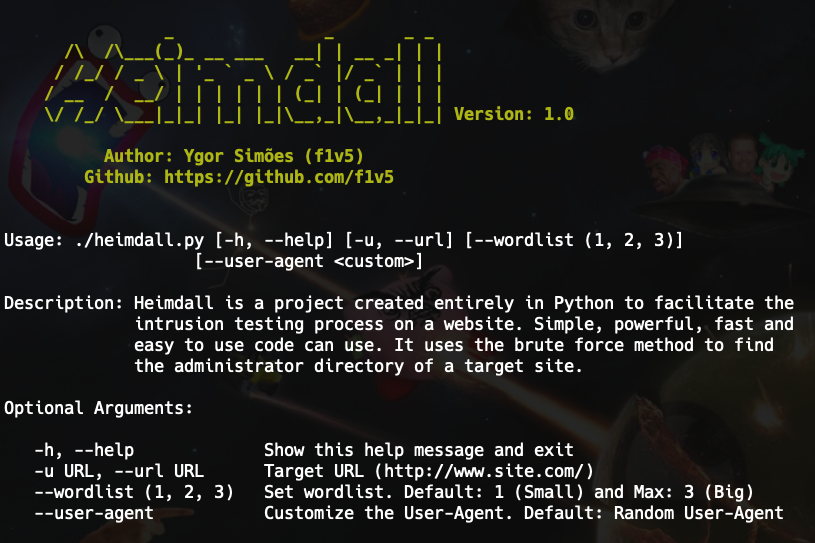 Heimdall
Version: 1.0
Author: Ygor Simões (f1v5)
Github: https://github.com/f1v5
Usage: ./heimdall.py [-h, --help] [-u, --url] [--wordlist (1, 2, 3)]
[--user-agent <custom>]
Description: Heimdall is a project created entirely in Python to facilitate the
intrusion testing process on a website. Simple, powerful, fast and
easy to use code can use. It uses the brute force method to find
the administrator directory of a target site.
Optional Arguments:
-h, --help Show this help message and exit
-u URL, --url URL Target URL (http://www.site.com/)
--wordlist (1, 2, 3) Set wordlist. Default: 1 (Small) and Max: 3 (Big)
--user-agent Customize the User-Agent. Default: Random User-Agent